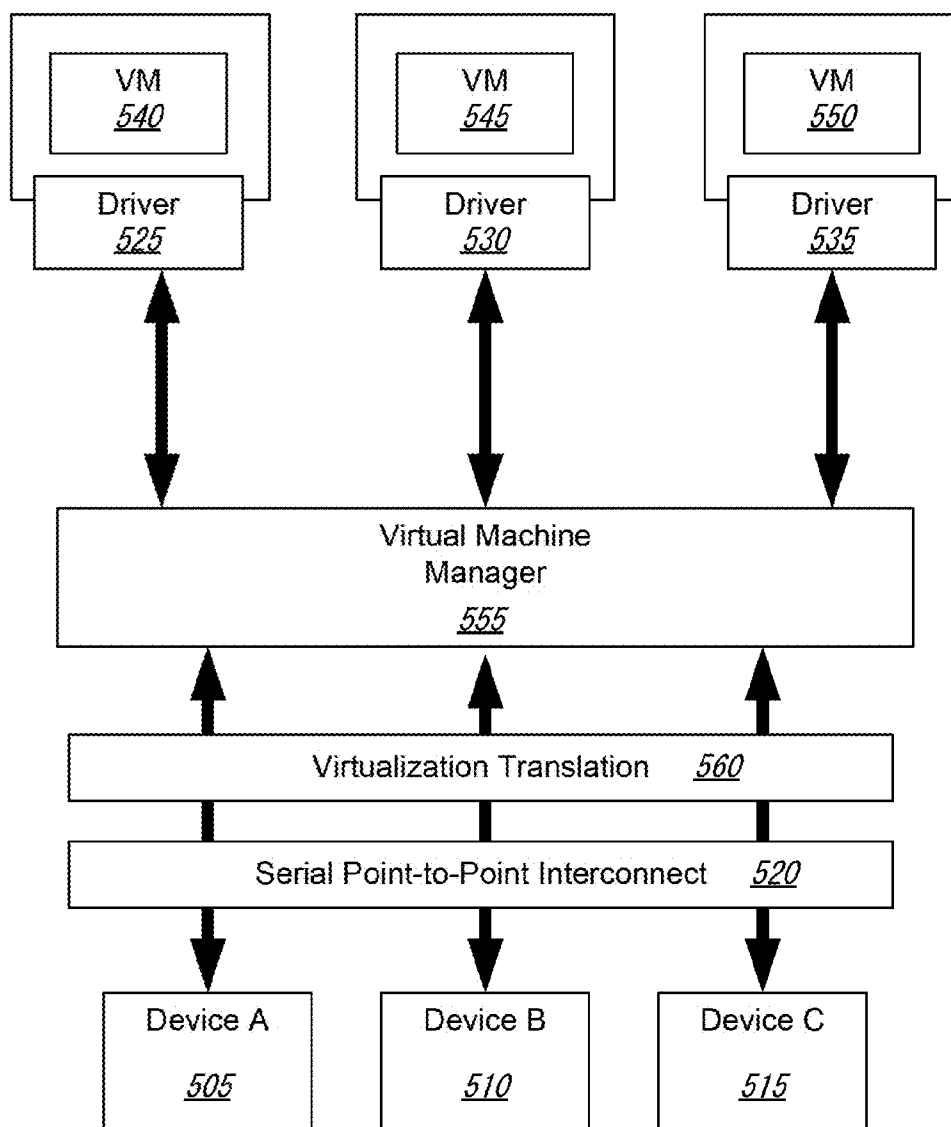 VM
540
VM
545
VM
550
Driver
525
Driver
530
Driver
535
Virtual Machine
Manager
555
Virtualization Translation 560
Serial Point-to-Point Interconnect 520
Device A
505
Device B
510
Device C
515